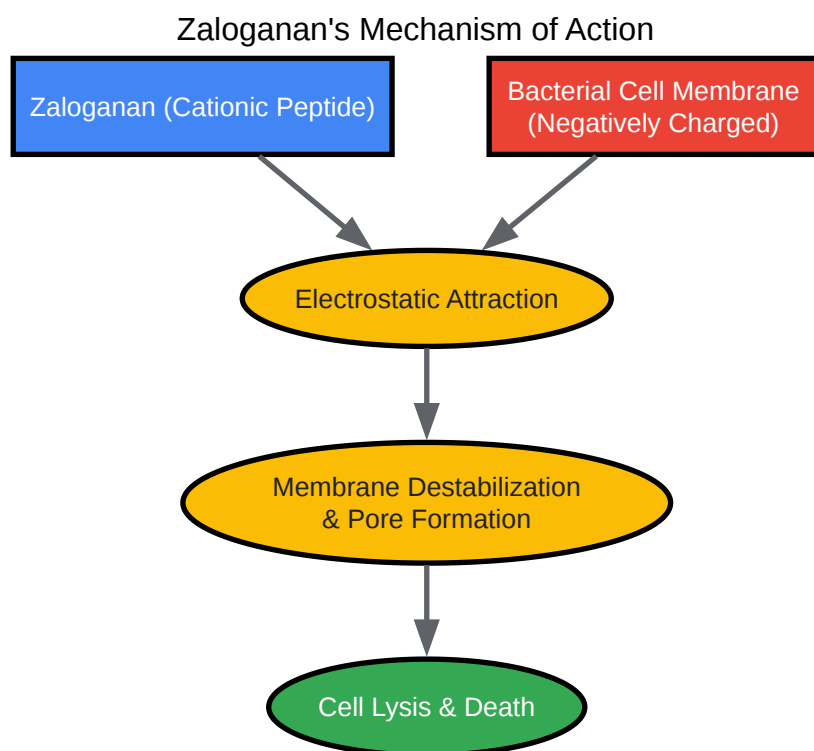 Zaloganan's Mechanism of Action
Zaloganan (Cationic Peptide)
Bacterial Cell Membrane
(Negatively Charged)
Electrostatic Attraction
Membrane Destabilization
& Pore Formation
Cell Lysis & Death